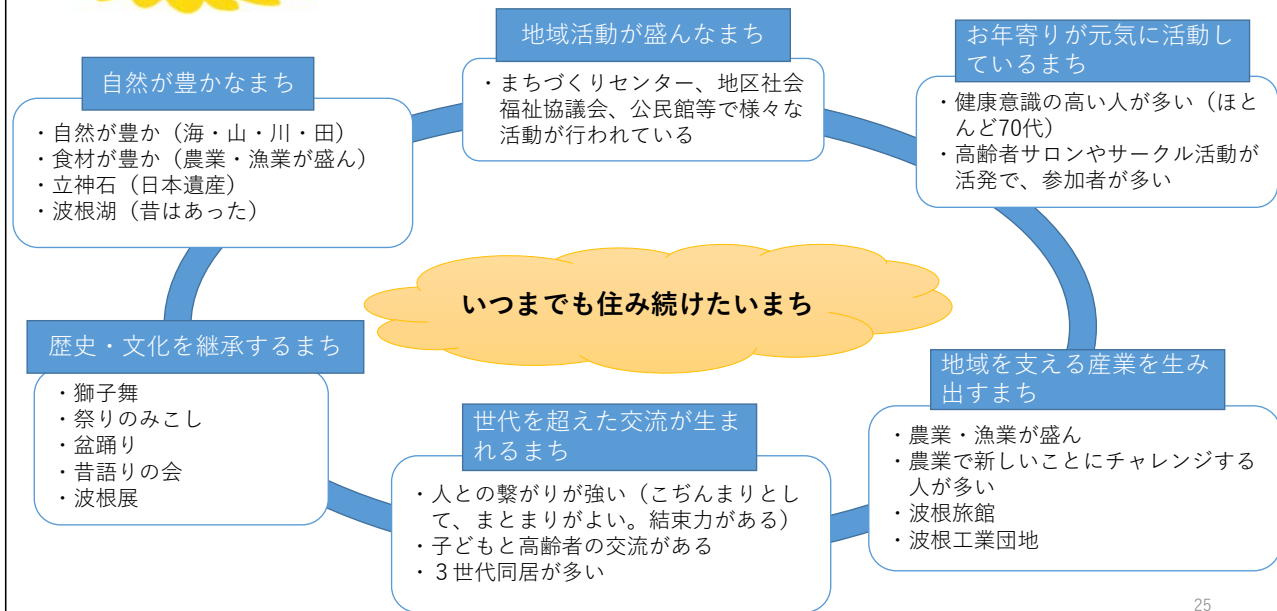 地域活動が盛んなまち
・まちづくりセンター、地区社会
福祉協議会、公民館等で様々な
活動が行われている
お年寄りが元気に活動し
ているまち
・健康意識の高い人が多い（ほと
んど70代）
・高齢者サロンやサークル活動が
活発で、参加者が多い
自然が豊かなまち
・自然が豊か（海・山・川・田）
・食材が豊か（農業・漁業が盛ん）
・立神石（日本遺産）
・波根湖（昔はあった）
いつまでも住み続けたいまち
歴史・文化を継承するまち
・獅子舞
・祭りのみこし
・盆踊り
・昔語りの会
・波根展
世代を超えた交流が生ま
れるまち
・人との繋がりが強い（こぢんまりとし
て、まとまりがよい。結束力がある）
・子どもと高齢者の交流がある
・３世代同居が多い
地域を支える産業を生み
出すまち
・農業・漁業が盛ん
・農業で新しいことにチャレンジする
人が多い
・波根旅館
・波根工業団地
25